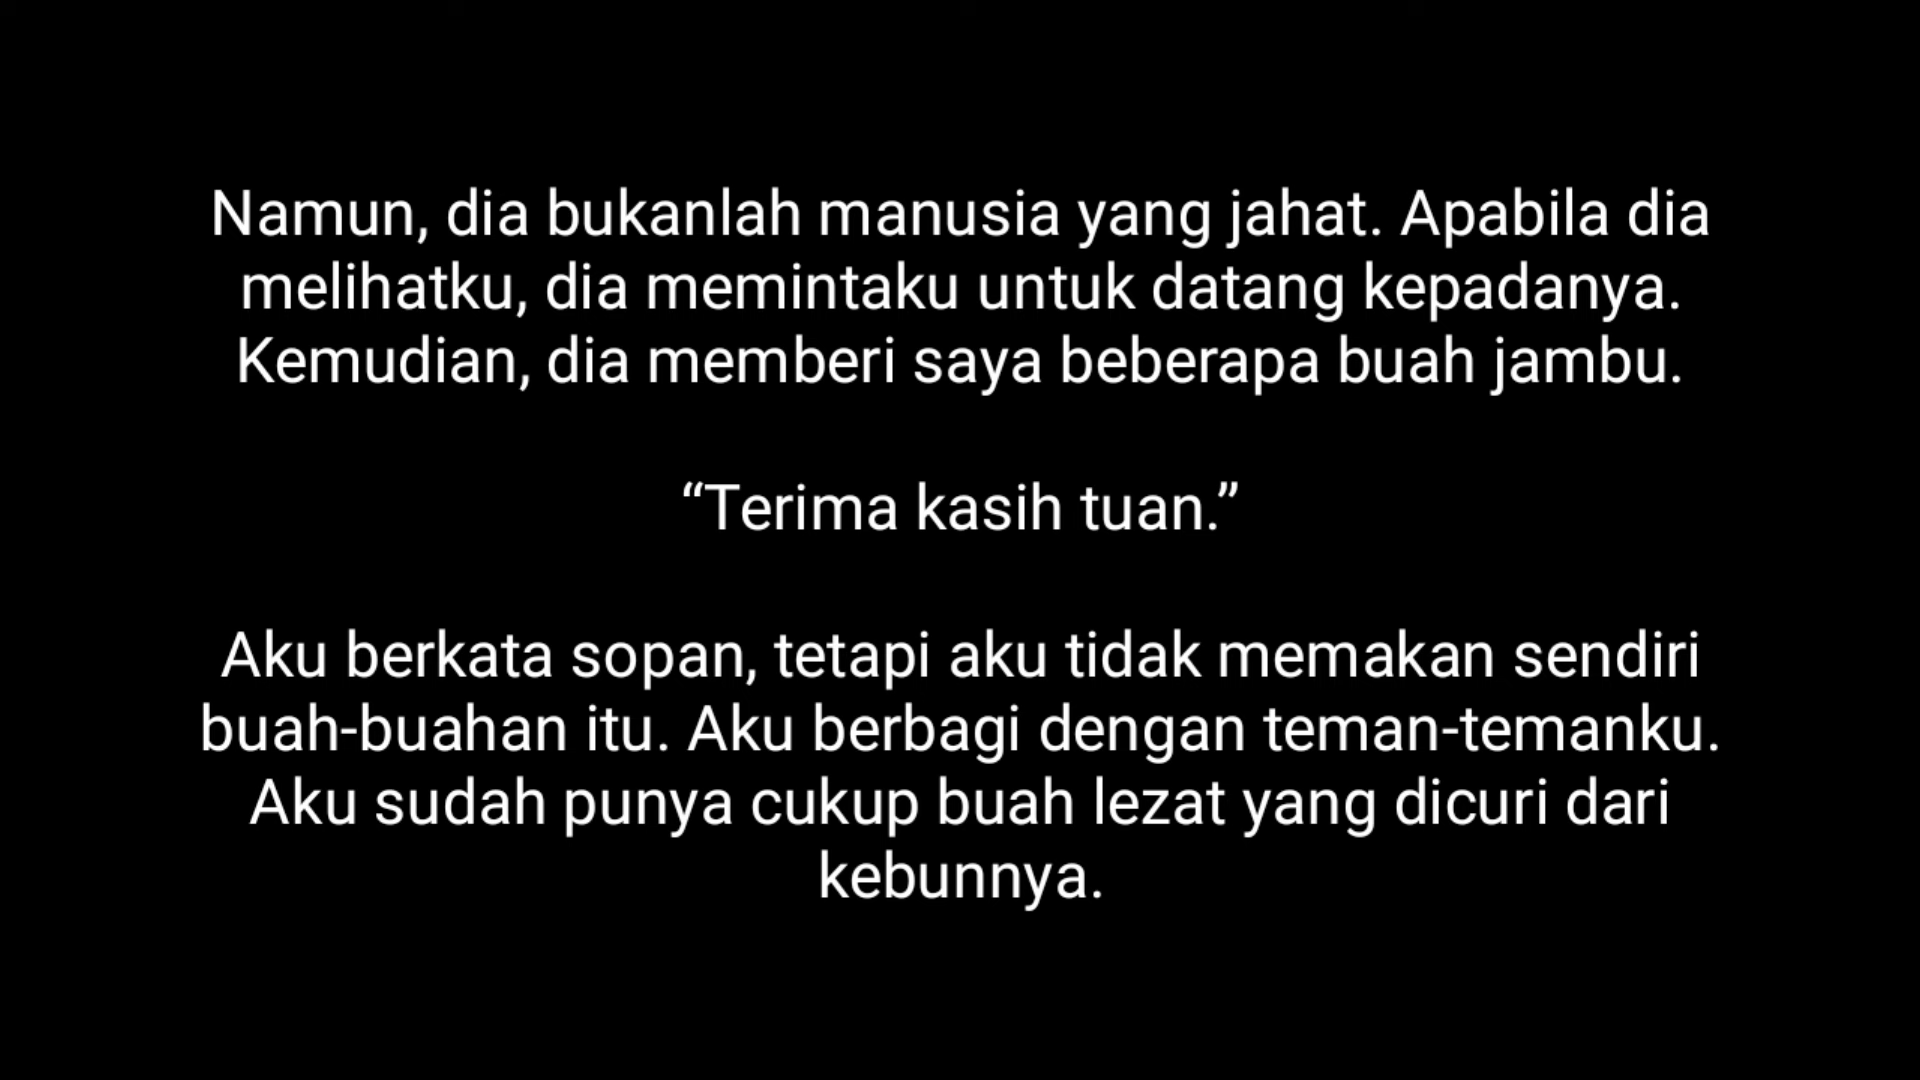 Namun, dia bukanlah manusia yang jahat. Apabila dia
melihatku, dia memintaku untuk datang kepadanya.
Kemudian, dia memberi saya beberapa buah jambu.
“Terima kasih tuan.”
Aku berkata sopan, tetapi aku tidak memakan sendiri
buah-buahan itu. Aku berbagi dengan teman-temanku.
Aku sudah punya cukup buah lezat yang dicuri dari
kebunnya.